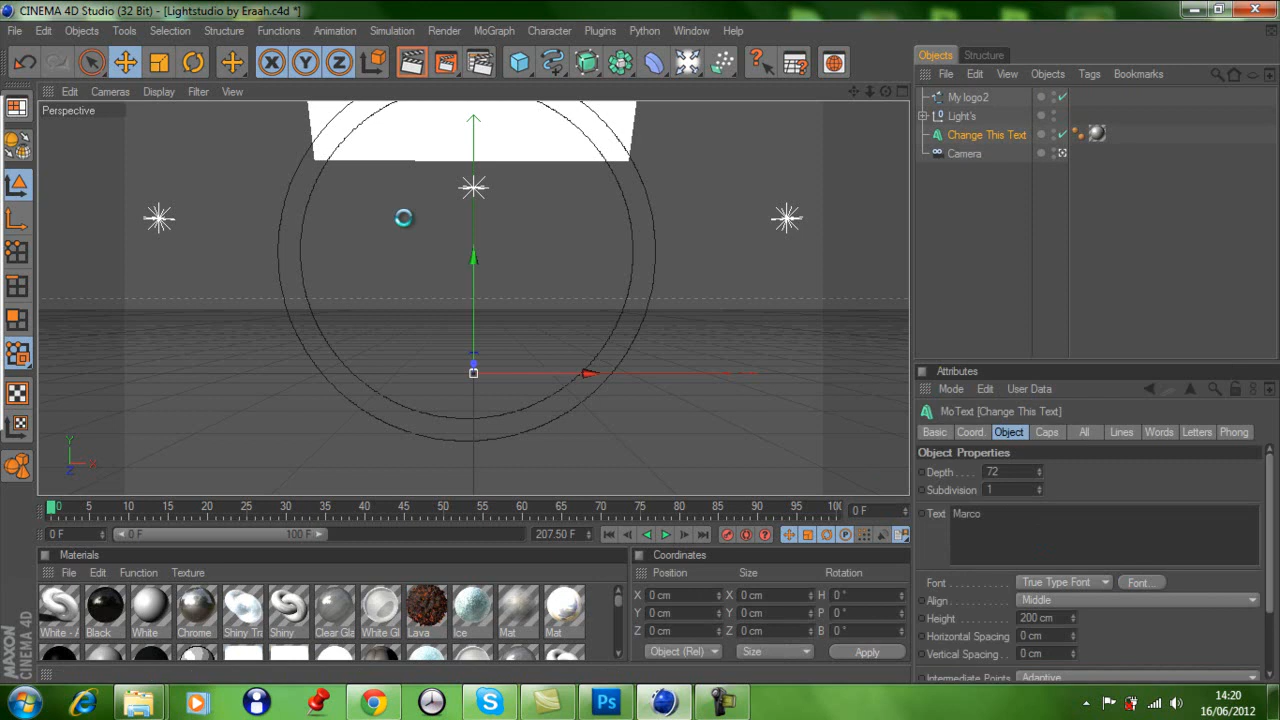 CINEMA 4D Studio (32 Bit) - [Lightstudio by Eraah.c4d *]
File Edit Objects Tools Selection Structure Functions Animation Simulation Render MoGraph Character Plugins Python Window Help
X Y Z
Objects Structure
File Edit View Objects Tags Bookmarks
My logo2
Light's
Change This Text
Camera
Edit Cameras Display Filter View
Perspective
Y
X
Z
Attributes
Mode Edit User Data
MoText [Change This Text]
Basic Coord. Object Caps All Lines Words Letters Phong
Object Properties
Depth . . . . 72
Subdivision 1
Text Marco
Font . . . . . . . . . . . True Type Font Font...
Align . . . . . . . . . . . Middle
Height . . . . . . . . . . 200 cm
Horizontal Spacing 0 cm
Vertical Spacing . . 0 cm
Intermediate Points Adaptive
0 5 10 15 20 25 30 35 40 45 50 55 60 65 70 75 80 85 90 95 100 0 F
0 F 0 F 100 F 207.50 F
Materials
File Edit Function Texture
White - A Black White Chrome Shiny Tra Shiny Clear Gla White Gl Lava Ice Mat Mat
Coordinates
Position Size Rotation
X 0 cm X 0 cm H 0 °
Y 0 cm Y 0 cm P 0 °
Z 0 cm Z 0 cm B 0 °
Object (Rel) Size Apply
MAXON
CINEMA 4D
Ps
14:20
16/06/2012